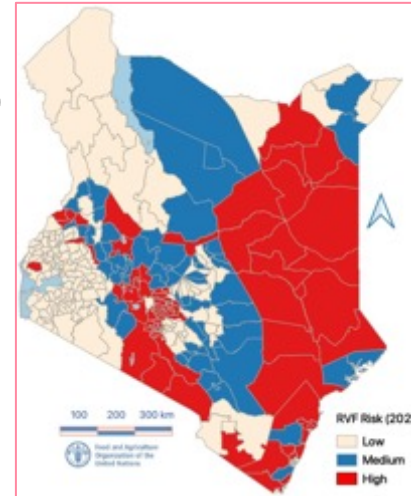 100 200 300 km
Food and Agriculture
Organization of the
United Nations
RVF Risk (202
Low
Medium
High